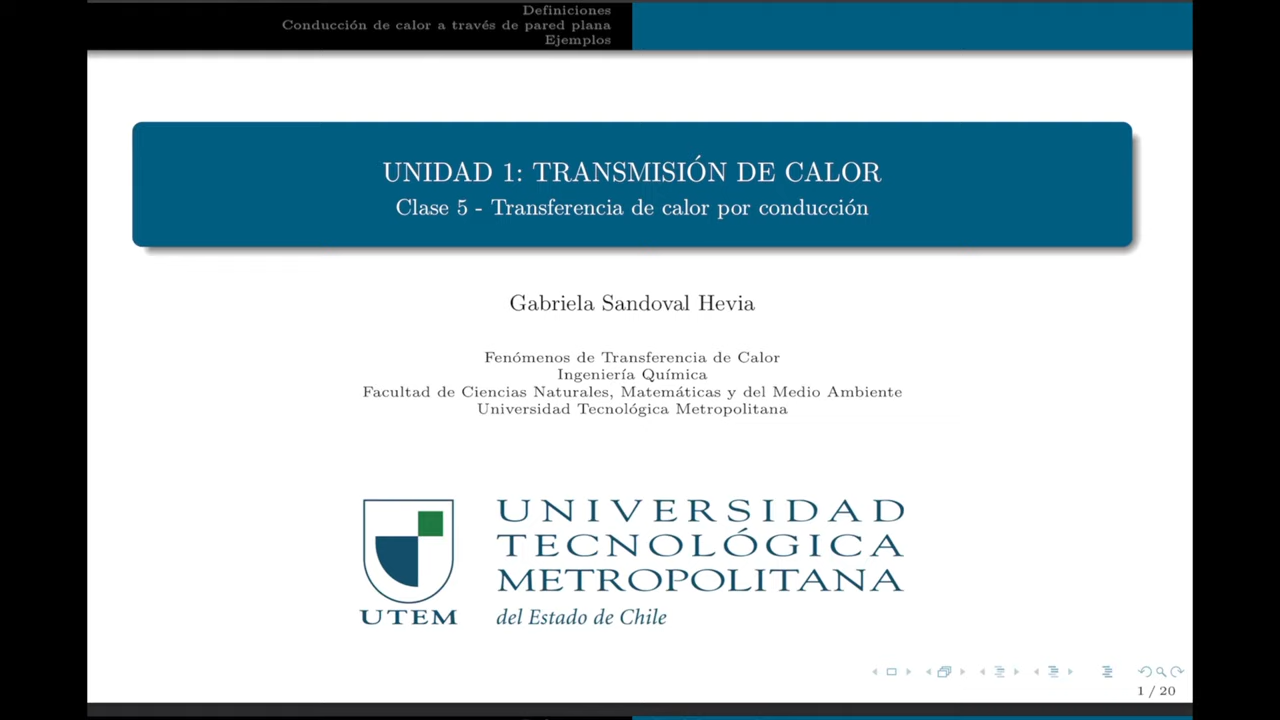 Definiciones
Conducción de calor a través de pared plana
Ejemplos
UNIDAD 1: TRANSMISIÓN DE CALOR
Clase 5 - Transferencia de calor por conducción
Gabriela Sandoval Hevia
Fenómenos de Transferencia de Calor
Ingeniería Química
Facultad de Ciencias Naturales, Matemáticas y del Medio Ambiente
Universidad Tecnológica Metropolitana
UNIVERSIDAD
TECNOLÓGICA
METROPOLITANA
UTEM
del Estado de Chile
1 / 20